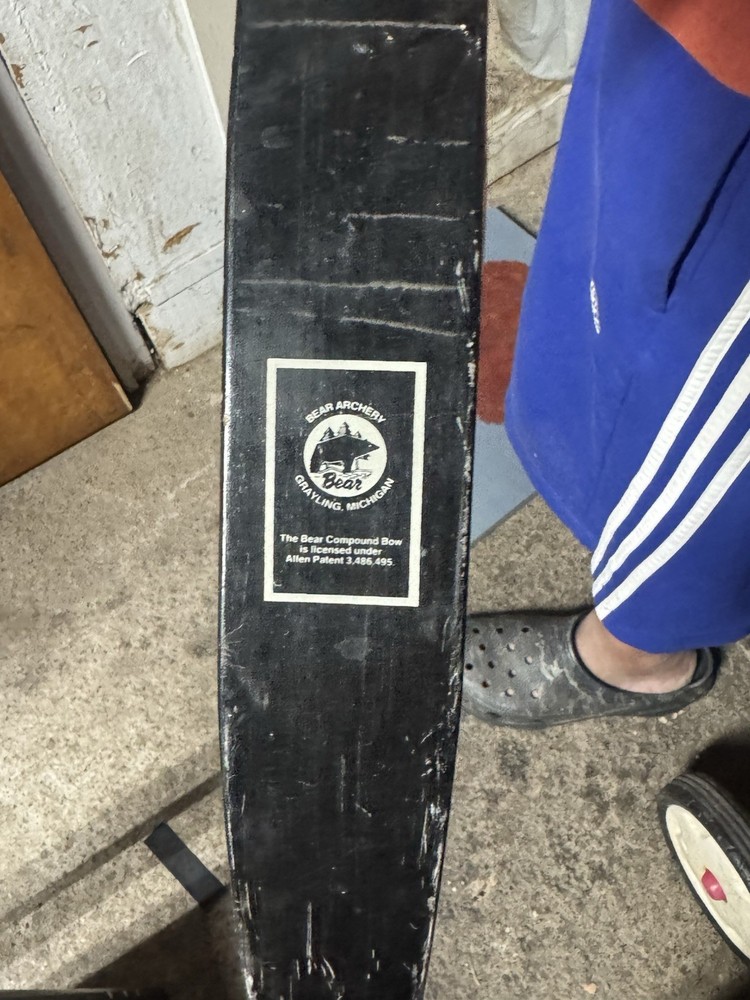 BEAR ARCHERY
Bear
GRAYLING, MICHIGAN
The Bear Compound Bow
is licensed under
Allen Patent 3,486,495.